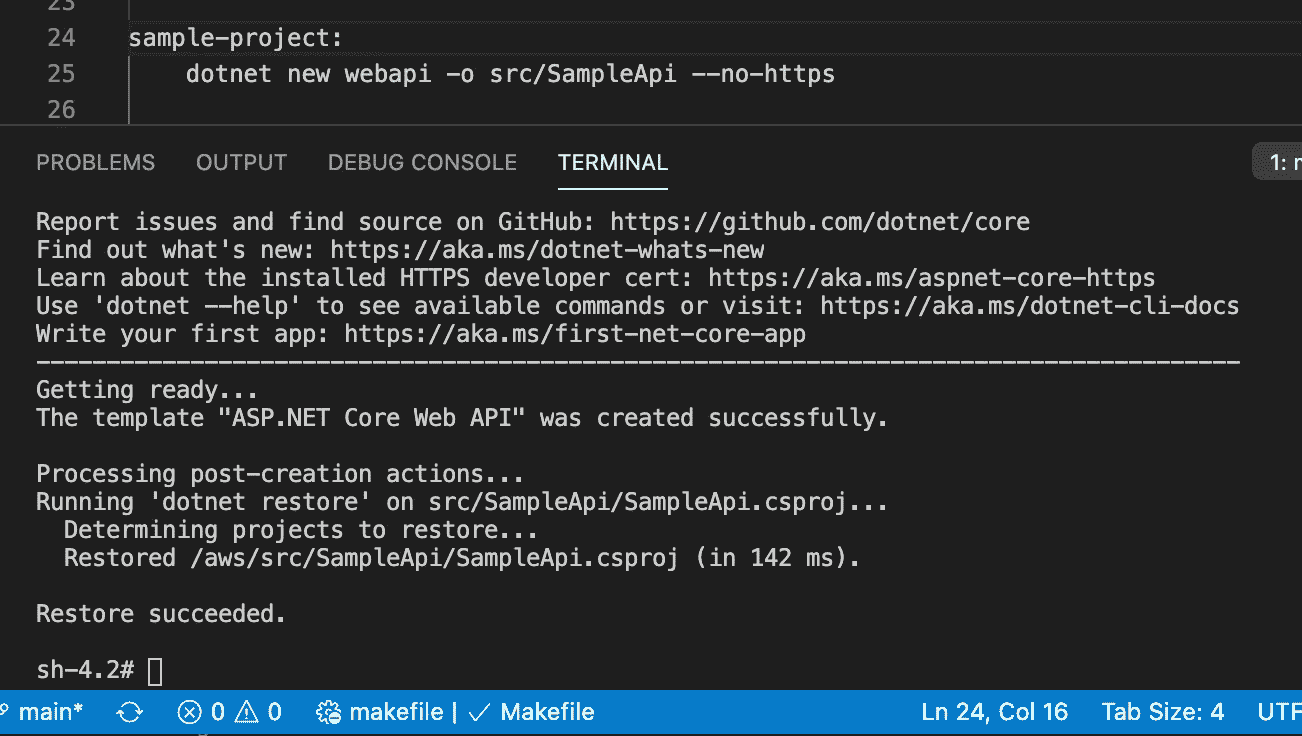 23
24 sample-project:
25 dotnet new webapi -o src/SampleApi --no-https
26
PROBLEMS OUTPUT DEBUG CONSOLE TERMINAL 1:
Report issues and find source on GitHub: https://github.com/dotnet/core
Find out what's new: https://aka.ms/dotnet-whats-new
Learn about the installed HTTPS developer cert: https://aka.ms/aspnet-core-https
Use 'dotnet --help' to see available commands or visit: https://aka.ms/dotnet-cli-docs
Write your first app: https://aka.ms/first-net-core-app
--------------------------------------------------------------------------------------
Getting ready...
The template "ASP.NET Core Web API" was created successfully.
Processing post-creation actions...
Running 'dotnet restore' on src/SampleApi/SampleApi.csproj...
Determining projects to restore...
Restored /aws/src/SampleApi/SampleApi.csproj (in 142 ms).
Restore succeeded.
sh-4.2#
main* 0 0 makefile | ✓ Makefile Ln 24, Col 16 Tab Size: 4 UTF